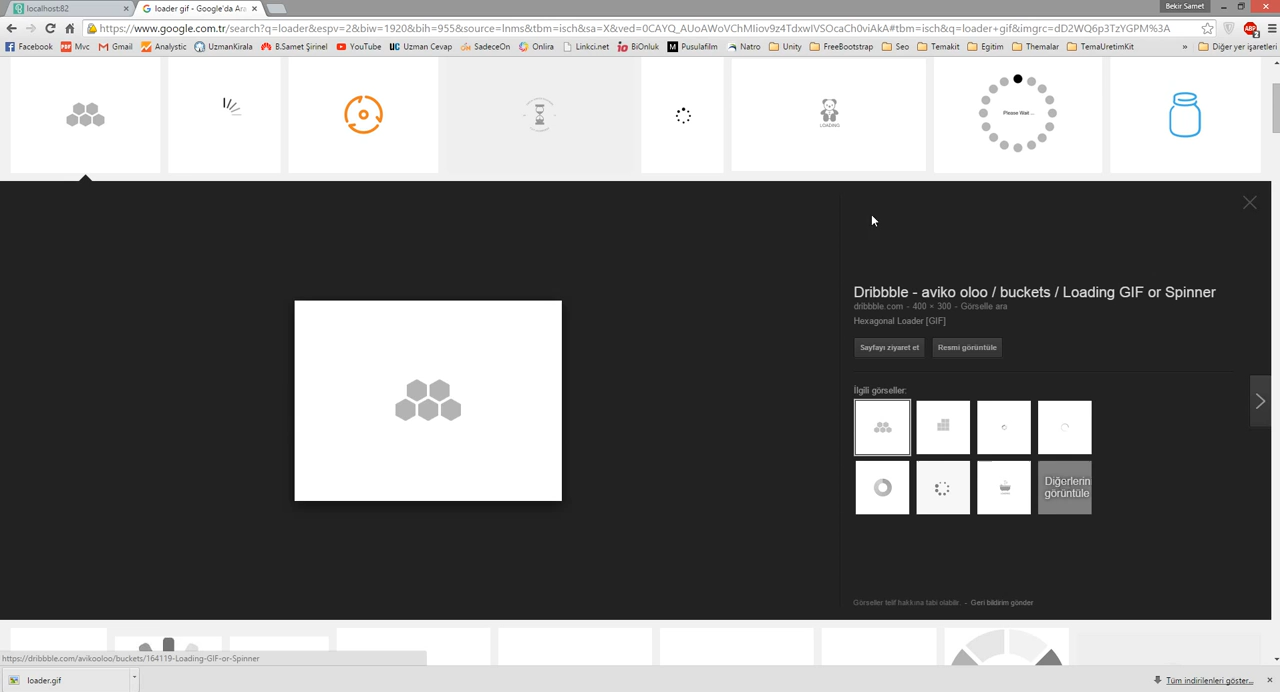 localhost:82
loader gif - Google'da Ara
Bekir Samet
https://www.google.com.tr/search?q=loader&espv=2&biw=1920&bih=955&source=lnms&tbm=isch&sa=X&ved=0CAYQ_AUoAWoVChMIiov9z4TdxwIVSOcaCh0viAkA#tbm=isch&q=loader+gif&imgrc=dD2WQ6p3TzYGPM%3A
Facebook Mvc Gmail Analytic UzmanKirala B.Samet Şirinel YouTube Uzman Cevap SadeceOn Onlira Linkci.net BiOnluk Pusulafilm Natro Unity FreeBootstrap Seo Temakit Egitim Themalar TemaUretimKit » Diğer yer işaretleri
LOADING
Please Wait ...
Dribbble - aviko oloo / buckets / Loading GIF or Spinner
dribbble.com - 400 × 300 - Görselle ara
Hexagonal Loader [GIF]
Sayfayı ziyaret et Resmi görüntüle
İlgili görseller:
Diğerlerin
görüntüle
Görseller telif hakkına tabi olabilir. - Geri bildirim gönder
https://dribbble.com/avikooloo/buckets/164119-Loading-GIF-or-Spinner
loader.gif
Tüm indirilenleri göster...